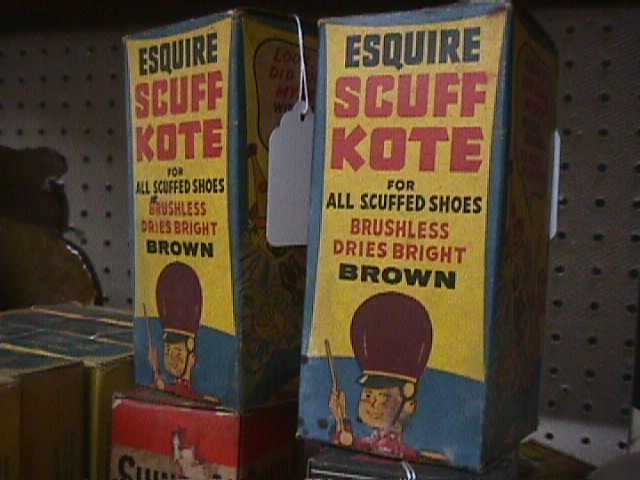 ESQUIRE
SCUFF
KOTE
FOR
ALL SCUFFED SHOES
BRUSHLESS
DRIES BRIGHT
BROWN
ESQUIRE
SCUFF
KOTE
FOR
ALL SCUFFED SHOES
BRUSHLESS
DRIES BRIGHT
BROWN